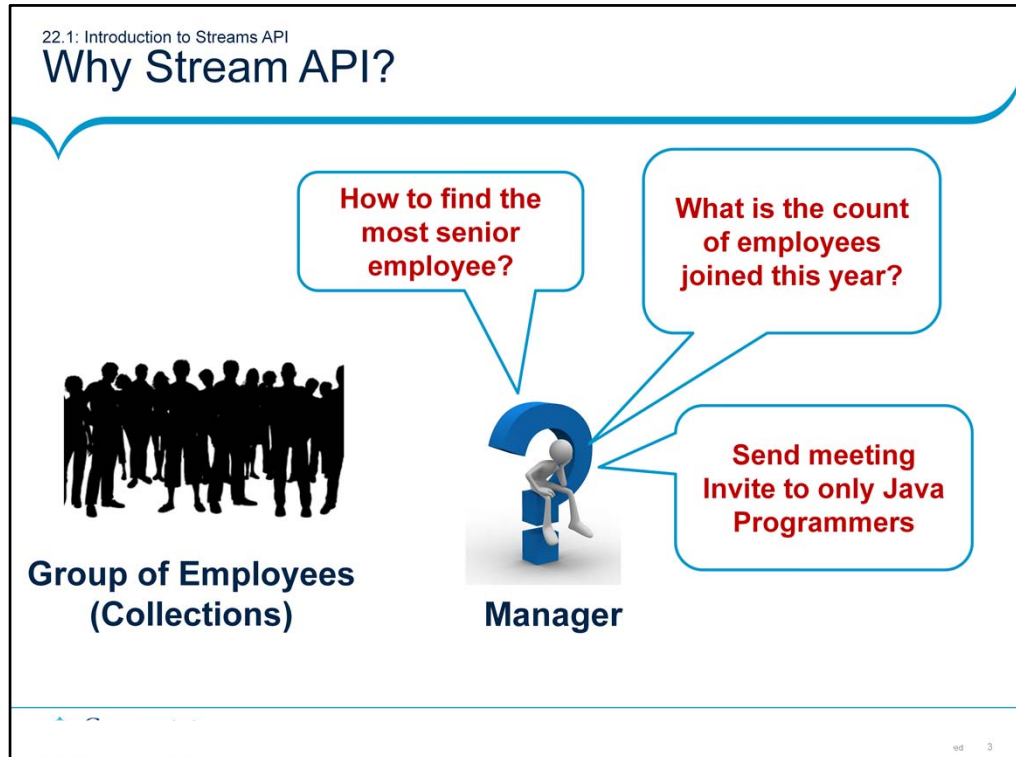 22.1: Introduction to Streams API
Why Stream API?
How to find the
most senior
employee?
What is the count
of employees
joined this year?
Send meeting
Invite to only Java
Programmers
Group of Employees
(Collections)
Manager
ed 3